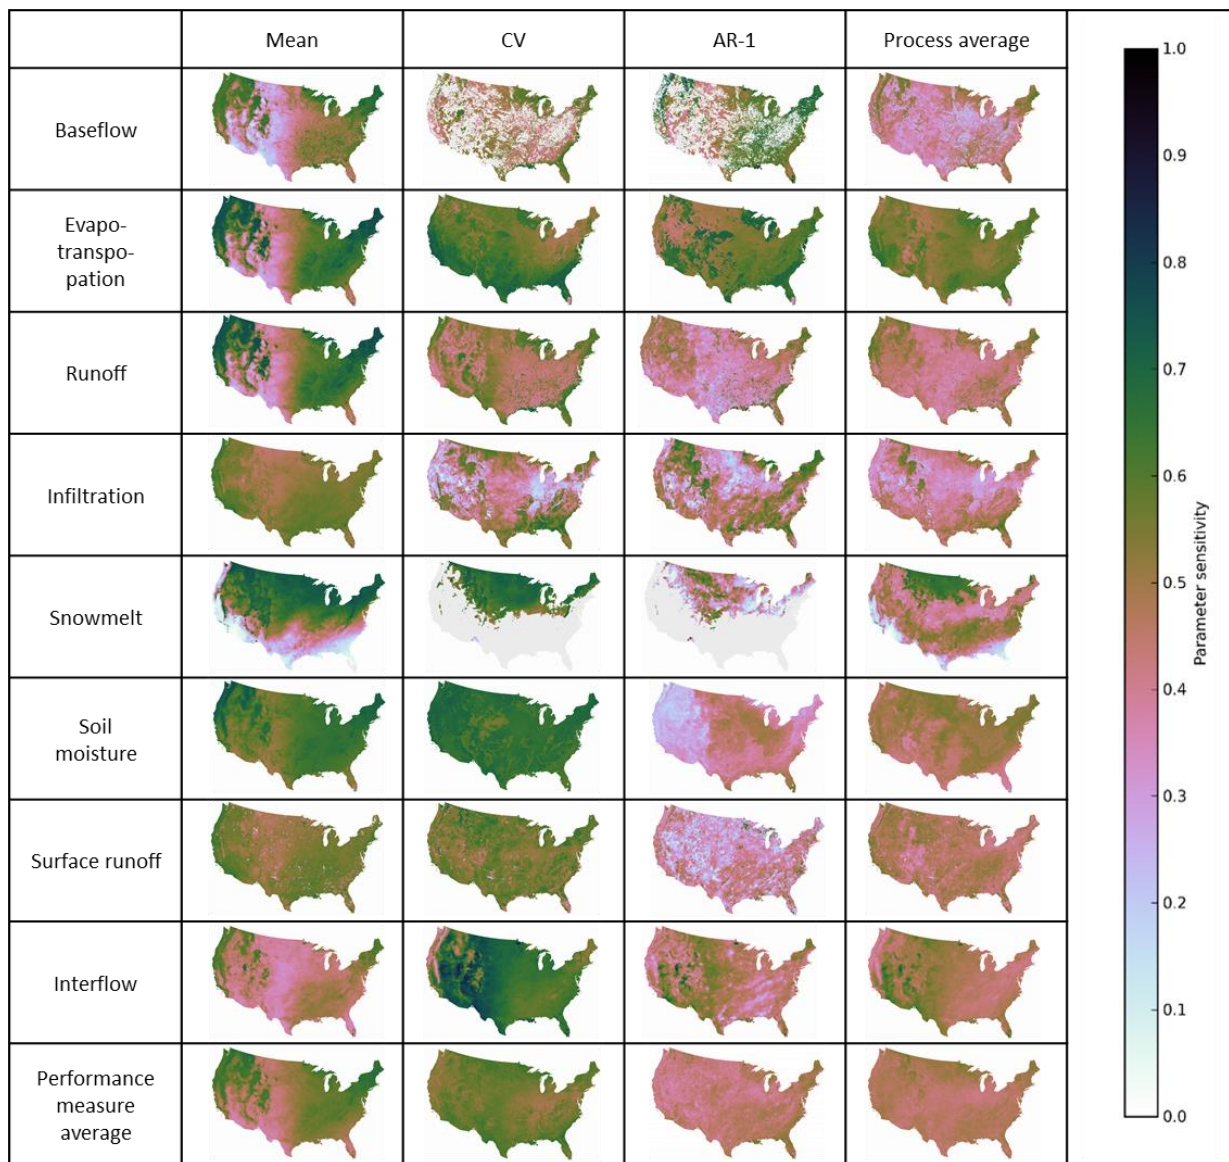 Mean
CV
AR-1
Process average
Baseflow
Evapo-
transpo-
pation
Runoff
Infiltration
Snowmelt
Soil
moisture
Surface runoff
Interflow
Performance
measure
average
1.0
0.9
0.8
0.7
0.6
0.5
0.4
0.3
0.2
0.1
0.0
Parameter sensitivity